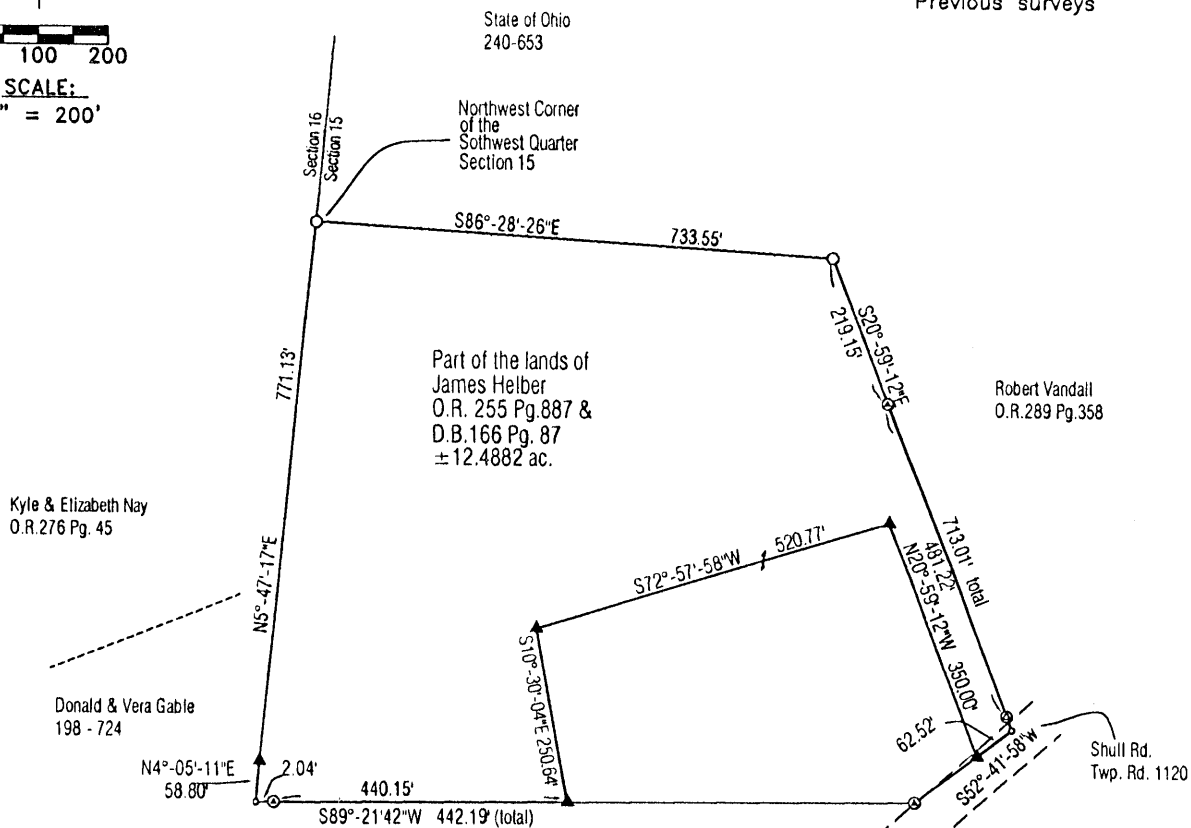 Previous surveys
State of Ohio
240-653
100 200
SCALE:
" = 200'
Northwest Corner
of the
Sothwest Quarter
Section 15
Section 16
Section 15
S86°-28'-26"E 733.55'
S20°-59'-12"E
219.15'
771.13'
Part of the lands of
James Helber
O.R. 255 Pg.887 &
D.B.166 Pg. 87
±12.4882 ac.
Robert Vandall
O.R.289 Pg.358
Kyle & Elizabeth Nay
O.R.276 Pg. 45
N5°-47'-17"E
S72°-57'-58"W 520.77'
713.01' total
481.22'
N20°-59'-12"W 350.00'
S10°-30'-04"E 250.64'
Donald & Vera Gable
198 - 724
62.52'
S52°-41'-58"W
Shull Rd.
Twp. Rd. 1120
N4°-05'-11"E
58.80'
2.04'
440.15'
S89°-21'42"W 442.19' (total)